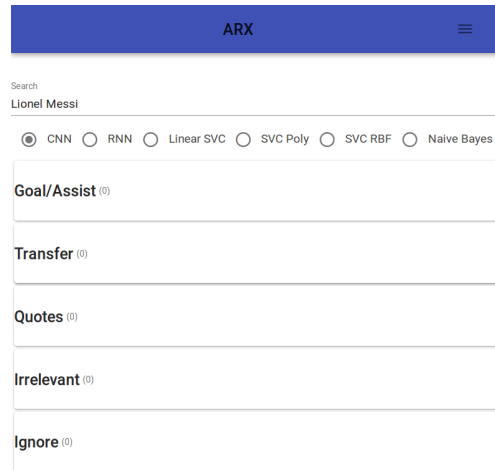 ARX
Search
Lionel Messi
CNN RNN Linear SVC SVC Poly SVC RBF Naive Bayes
Goal/Assist (0)
Transfer (0)
Quotes (0)
Irrelevant (0)
Ignore (0)